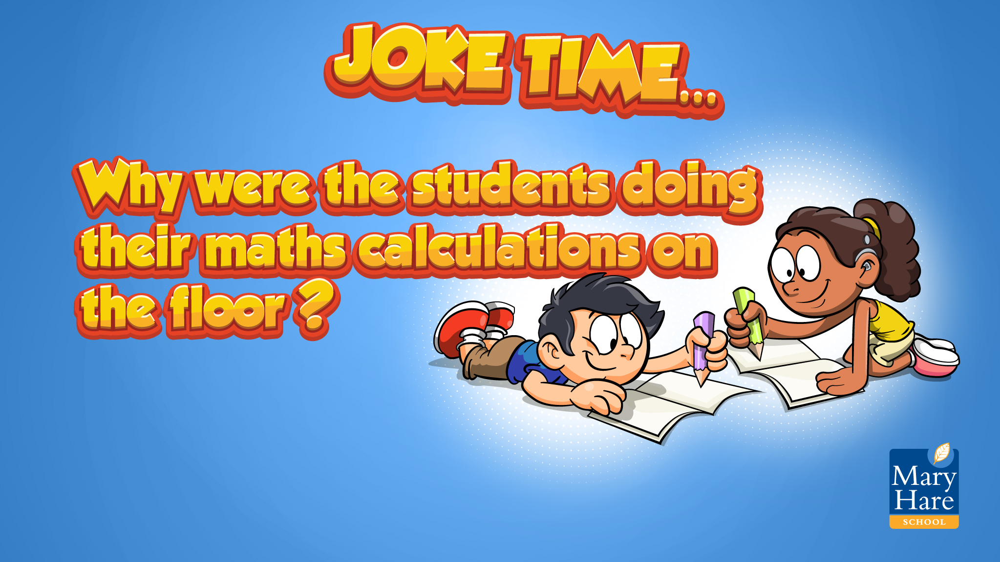 JOKE TIME...
Why were the students doing
their maths calculations on
the floor?
Mary
Hare
SCHOOL